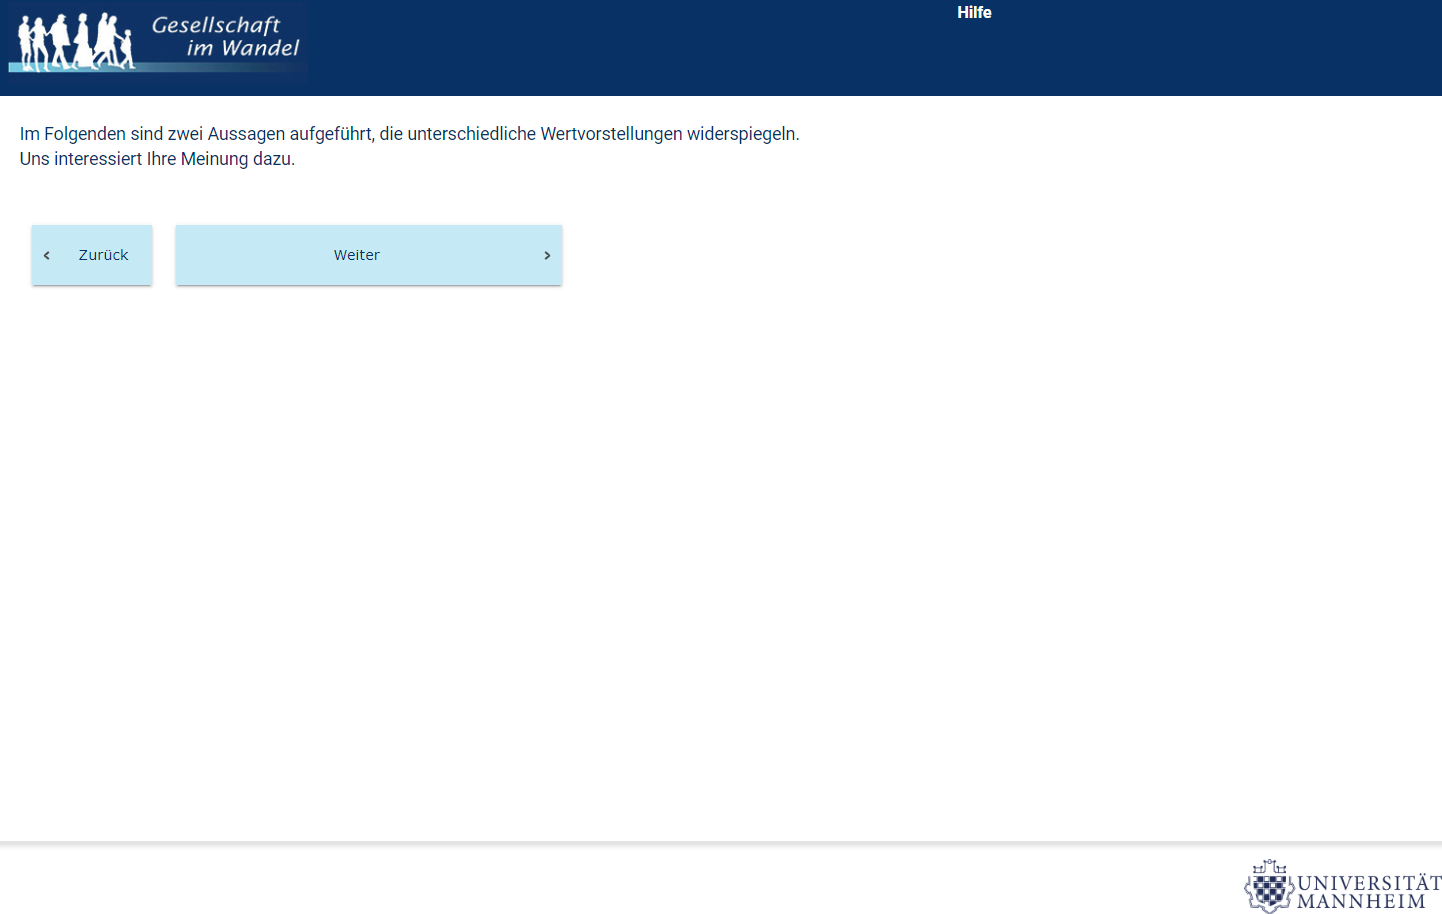 Gesellschaft
im Wandel
Hilfe
Im Folgenden sind zwei Aussagen aufgeführt, die unterschiedliche Wertvorstellungen widerspiegeln.
Uns interessiert Ihre Meinung dazu.
Zurück
Weiter
UNIVERSITÄT
MANNHEIM